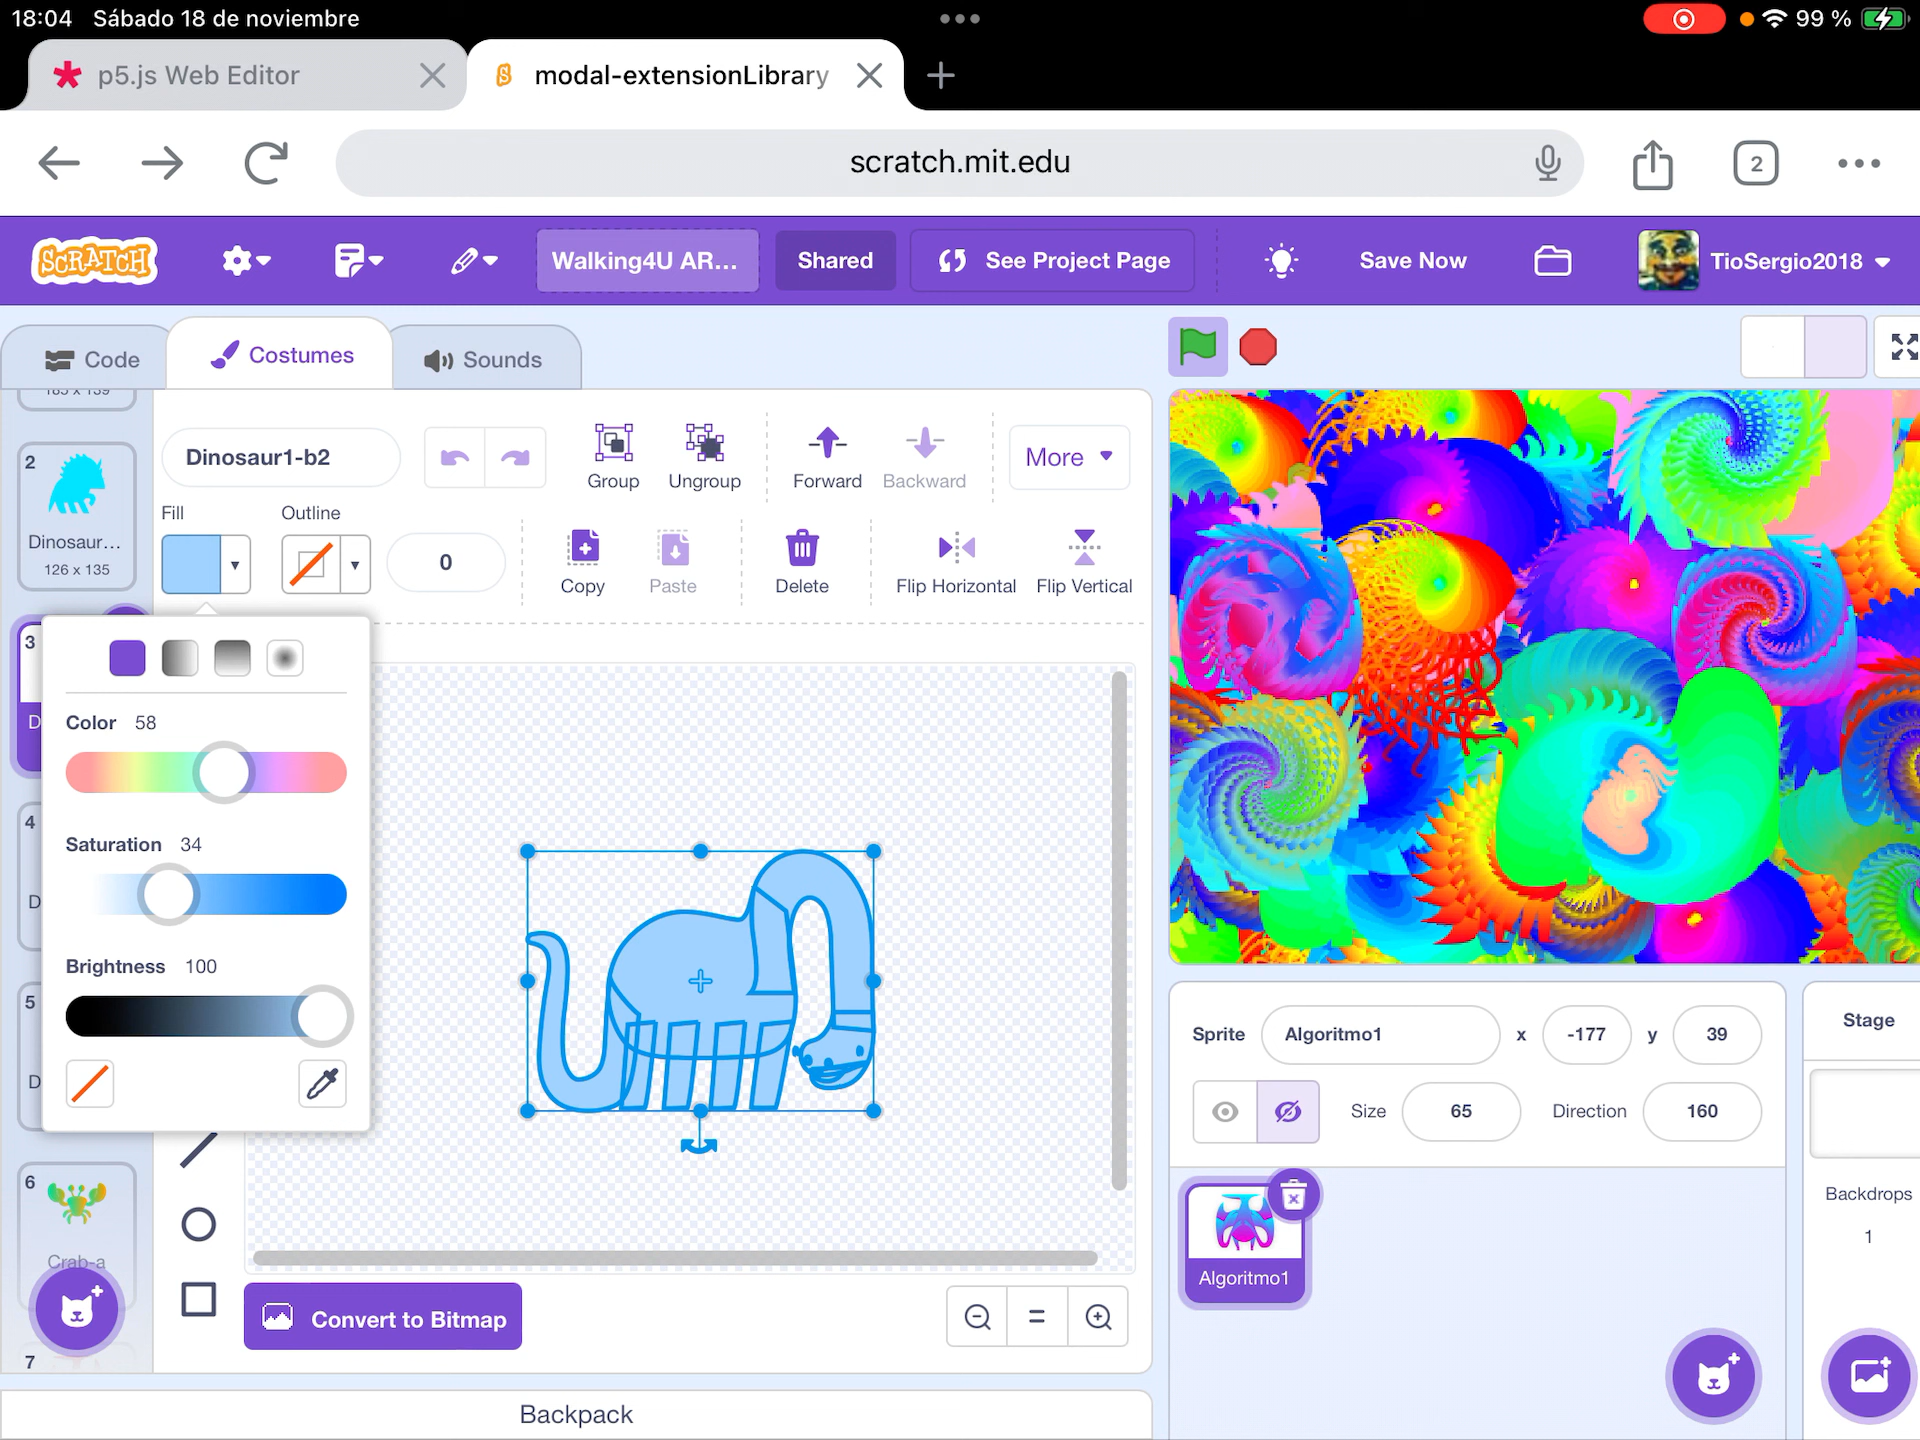 18:04 Sábado 18 de noviembre
99 %
p5.js Web Editor
modal-extensionLibrary
scratch.mit.edu
2
SCRATCH
Walking4U AR...
Shared
See Project Page
Save Now
TioSergio2018
Code
Costumes
Sounds
185 x 139
2
Dinosaur...
126 x 135
Dinosaur1-b2
Group
Ungroup
Forward
Backward
More
Fill
Outline
0
Copy
Paste
Delete
Flip Horizontal
Flip Vertical
3
D
Color 58
Saturation 34
Brightness 100
4
D
5
D
6
Crab-a
7
Convert to Bitmap
=
Backpack
Sprite
Algoritmo1
x
-177
y
39
Size
65
Direction
160
Algoritmo1
Stage
Backdrops
1